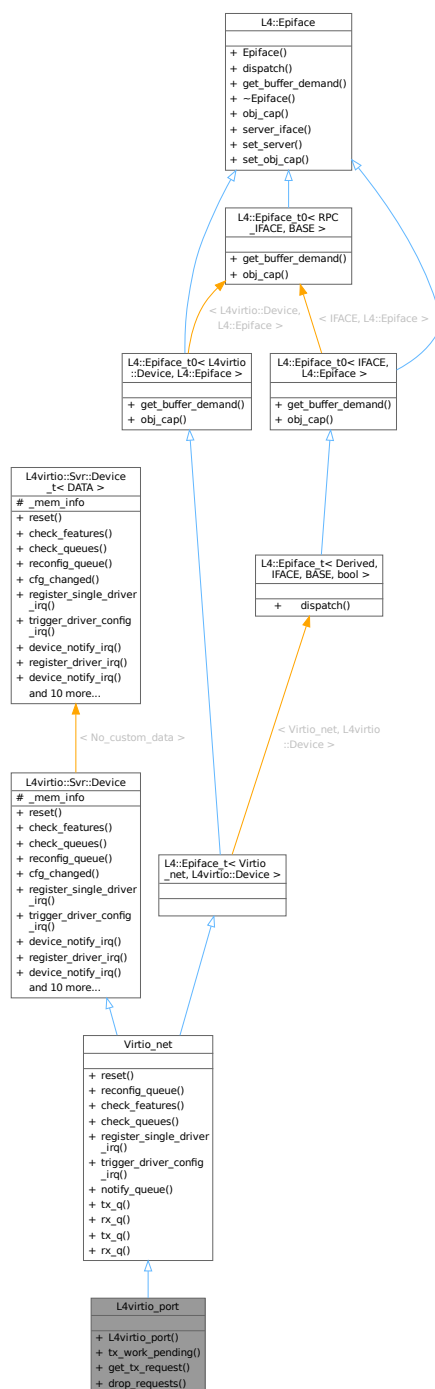 L4::Epiface
+ Epiface()
+ dispatch()
+ get_buffer_demand()
+ ~Epiface()
+ obj_cap()
+ server_iface()
+ set_server()
+ set_obj_cap()
L4::Epiface_t0< RPC
_IFACE, BASE >
+ get_buffer_demand()
+ obj_cap()
< L4virtio::Device,
L4::Epiface >
< IFACE, L4::Epiface >
L4::Epiface_t0< L4virtio
::Device, L4::Epiface >
+ get_buffer_demand()
+ obj_cap()
L4::Epiface_t0< IFACE,
L4::Epiface >
+ get_buffer_demand()
+ obj_cap()
L4virtio::Svr::Device
_t< DATA >
# _mem_info
+ reset()
+ check_features()
+ check_queues()
+ reconfig_queue()
+ cfg_changed()
+ register_single_driver
_irq()
+ trigger_driver_config
_irq()
+ device_notify_irq()
+ register_driver_irq()
+ device_notify_irq()
and 10 more...
L4::Epiface_t< Derived,
IFACE, BASE, bool >
+ dispatch()
< No_custom_data >
< Virtio_net, L4virtio
::Device >
L4virtio::Svr::Device
# _mem_info
+ reset()
+ check_features()
+ check_queues()
+ reconfig_queue()
+ cfg_changed()
+ register_single_driver
_irq()
+ trigger_driver_config
_irq()
+ device_notify_irq()
+ register_driver_irq()
+ device_notify_irq()
and 10 more...
L4::Epiface_t< Virtio
_net, L4virtio::Device >
Virtio_net
+ reset()
+ reconfig_queue()
+ check_features()
+ check_queues()
+ register_single_driver
_irq()
+ trigger_driver_config
_irq()
+ notify_queue()
+ tx_q()
+ rx_q()
+ tx_q()
+ rx_q()
L4virtio_port
+ L4virtio_port()
+ tx_work_pending()
+ get_tx_request()
+ drop_requests()